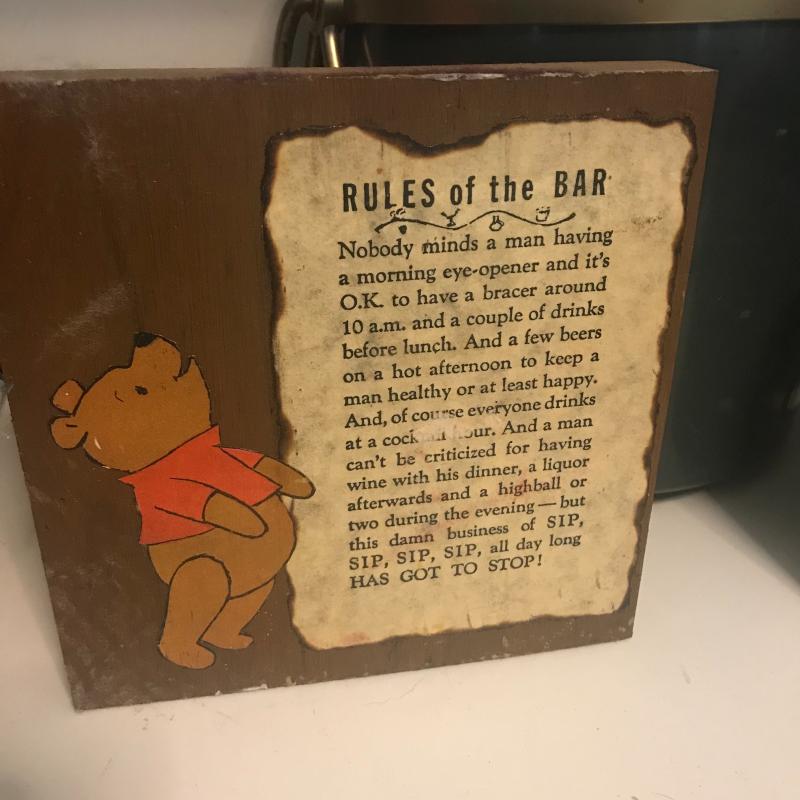 RULES of the BAR
Nobody minds a man having
a morning eye-opener and it's
O.K. to have a bracer around
10 a.m. and a couple of drinks
before lunch. And a few beers
on a hot afternoon to keep a
man healthy or at least happy.
And, of course everyone drinks
at a cock
can't be criticized for having
wine with his dinner, a liquor
afterwards and a highball or
two during the evening — but
this damn business of SIP,
SIP, SIP, SIP, all day long
HAS GOT TO STOP!